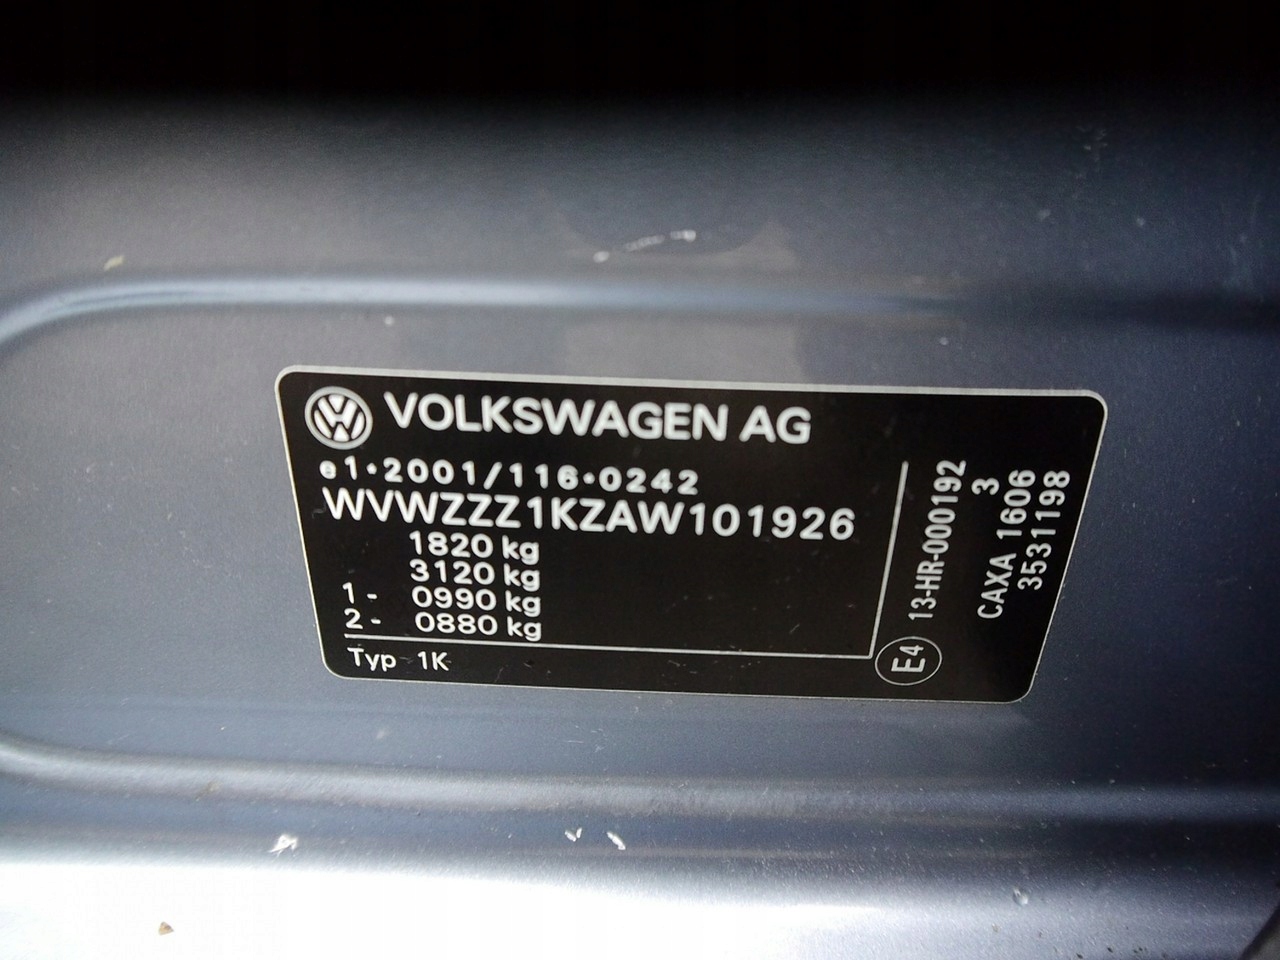 VOLKSWAGEN AG
e1*2001/116*0242
WVWZZZ1KZAW101926
1820 kg
3120 kg
1- 0990 kg
2- 0880 kg
Typ 1K
E4 13-HR-000192
3
CAXA 1606
3531198